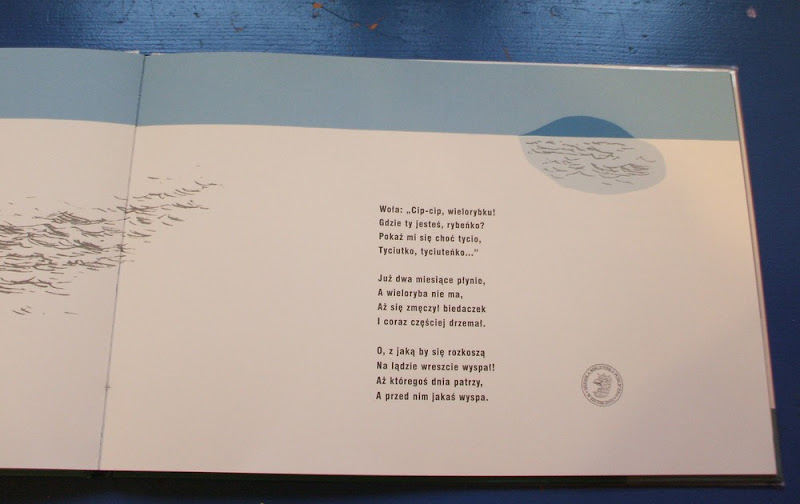 Woła: „Cip-cip, wielorybku!
Gdzie ty jesteś, rybeńko?
Pokaż mi się choć tycio,
Tyciutko, tyciuteńko..."
Już dwa miesiące płynie,
A wieloryba nie ma,
Aż się zmęczył biedaczek
I coraz częściej drzemał.
O, z jaką by się rozkoszą
Na lądzie wreszcie wyspał!
Aż któregoś dnia patrzy,
A przed nim jakaś wyspa.